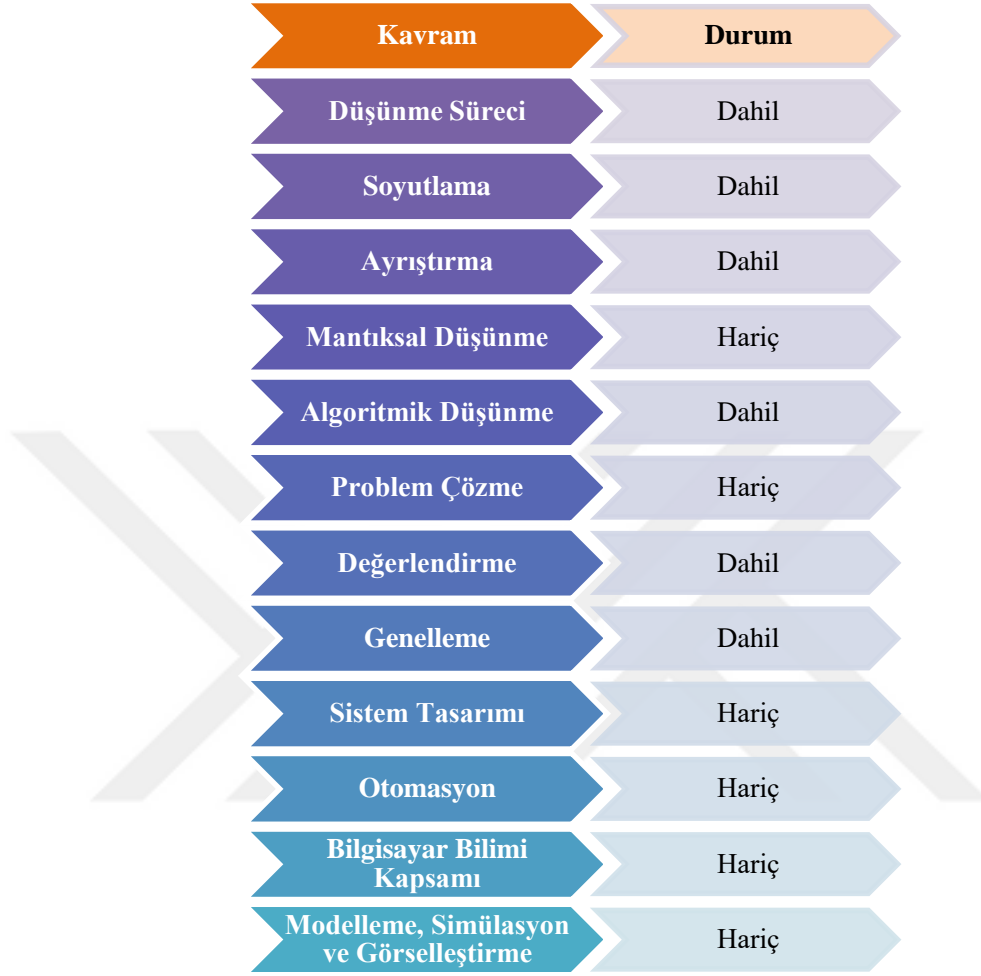 Kavram Durum
Düşünme Süreci Dahil
Soyutlama Dahil
Ayrıştırma Dahil
Mantıksal Düşünme Hariç
Algoritmik Düşünme Dahil
Problem Çözme Hariç
Değerlendirme Dahil
Genelleme Dahil
Sistem Tasarımı Hariç
Otomasyon Hariç
Bilgisayar Bilimi
Kapsamı Hariç
Modelleme, Simülasyon
ve Görselleştirme Hariç